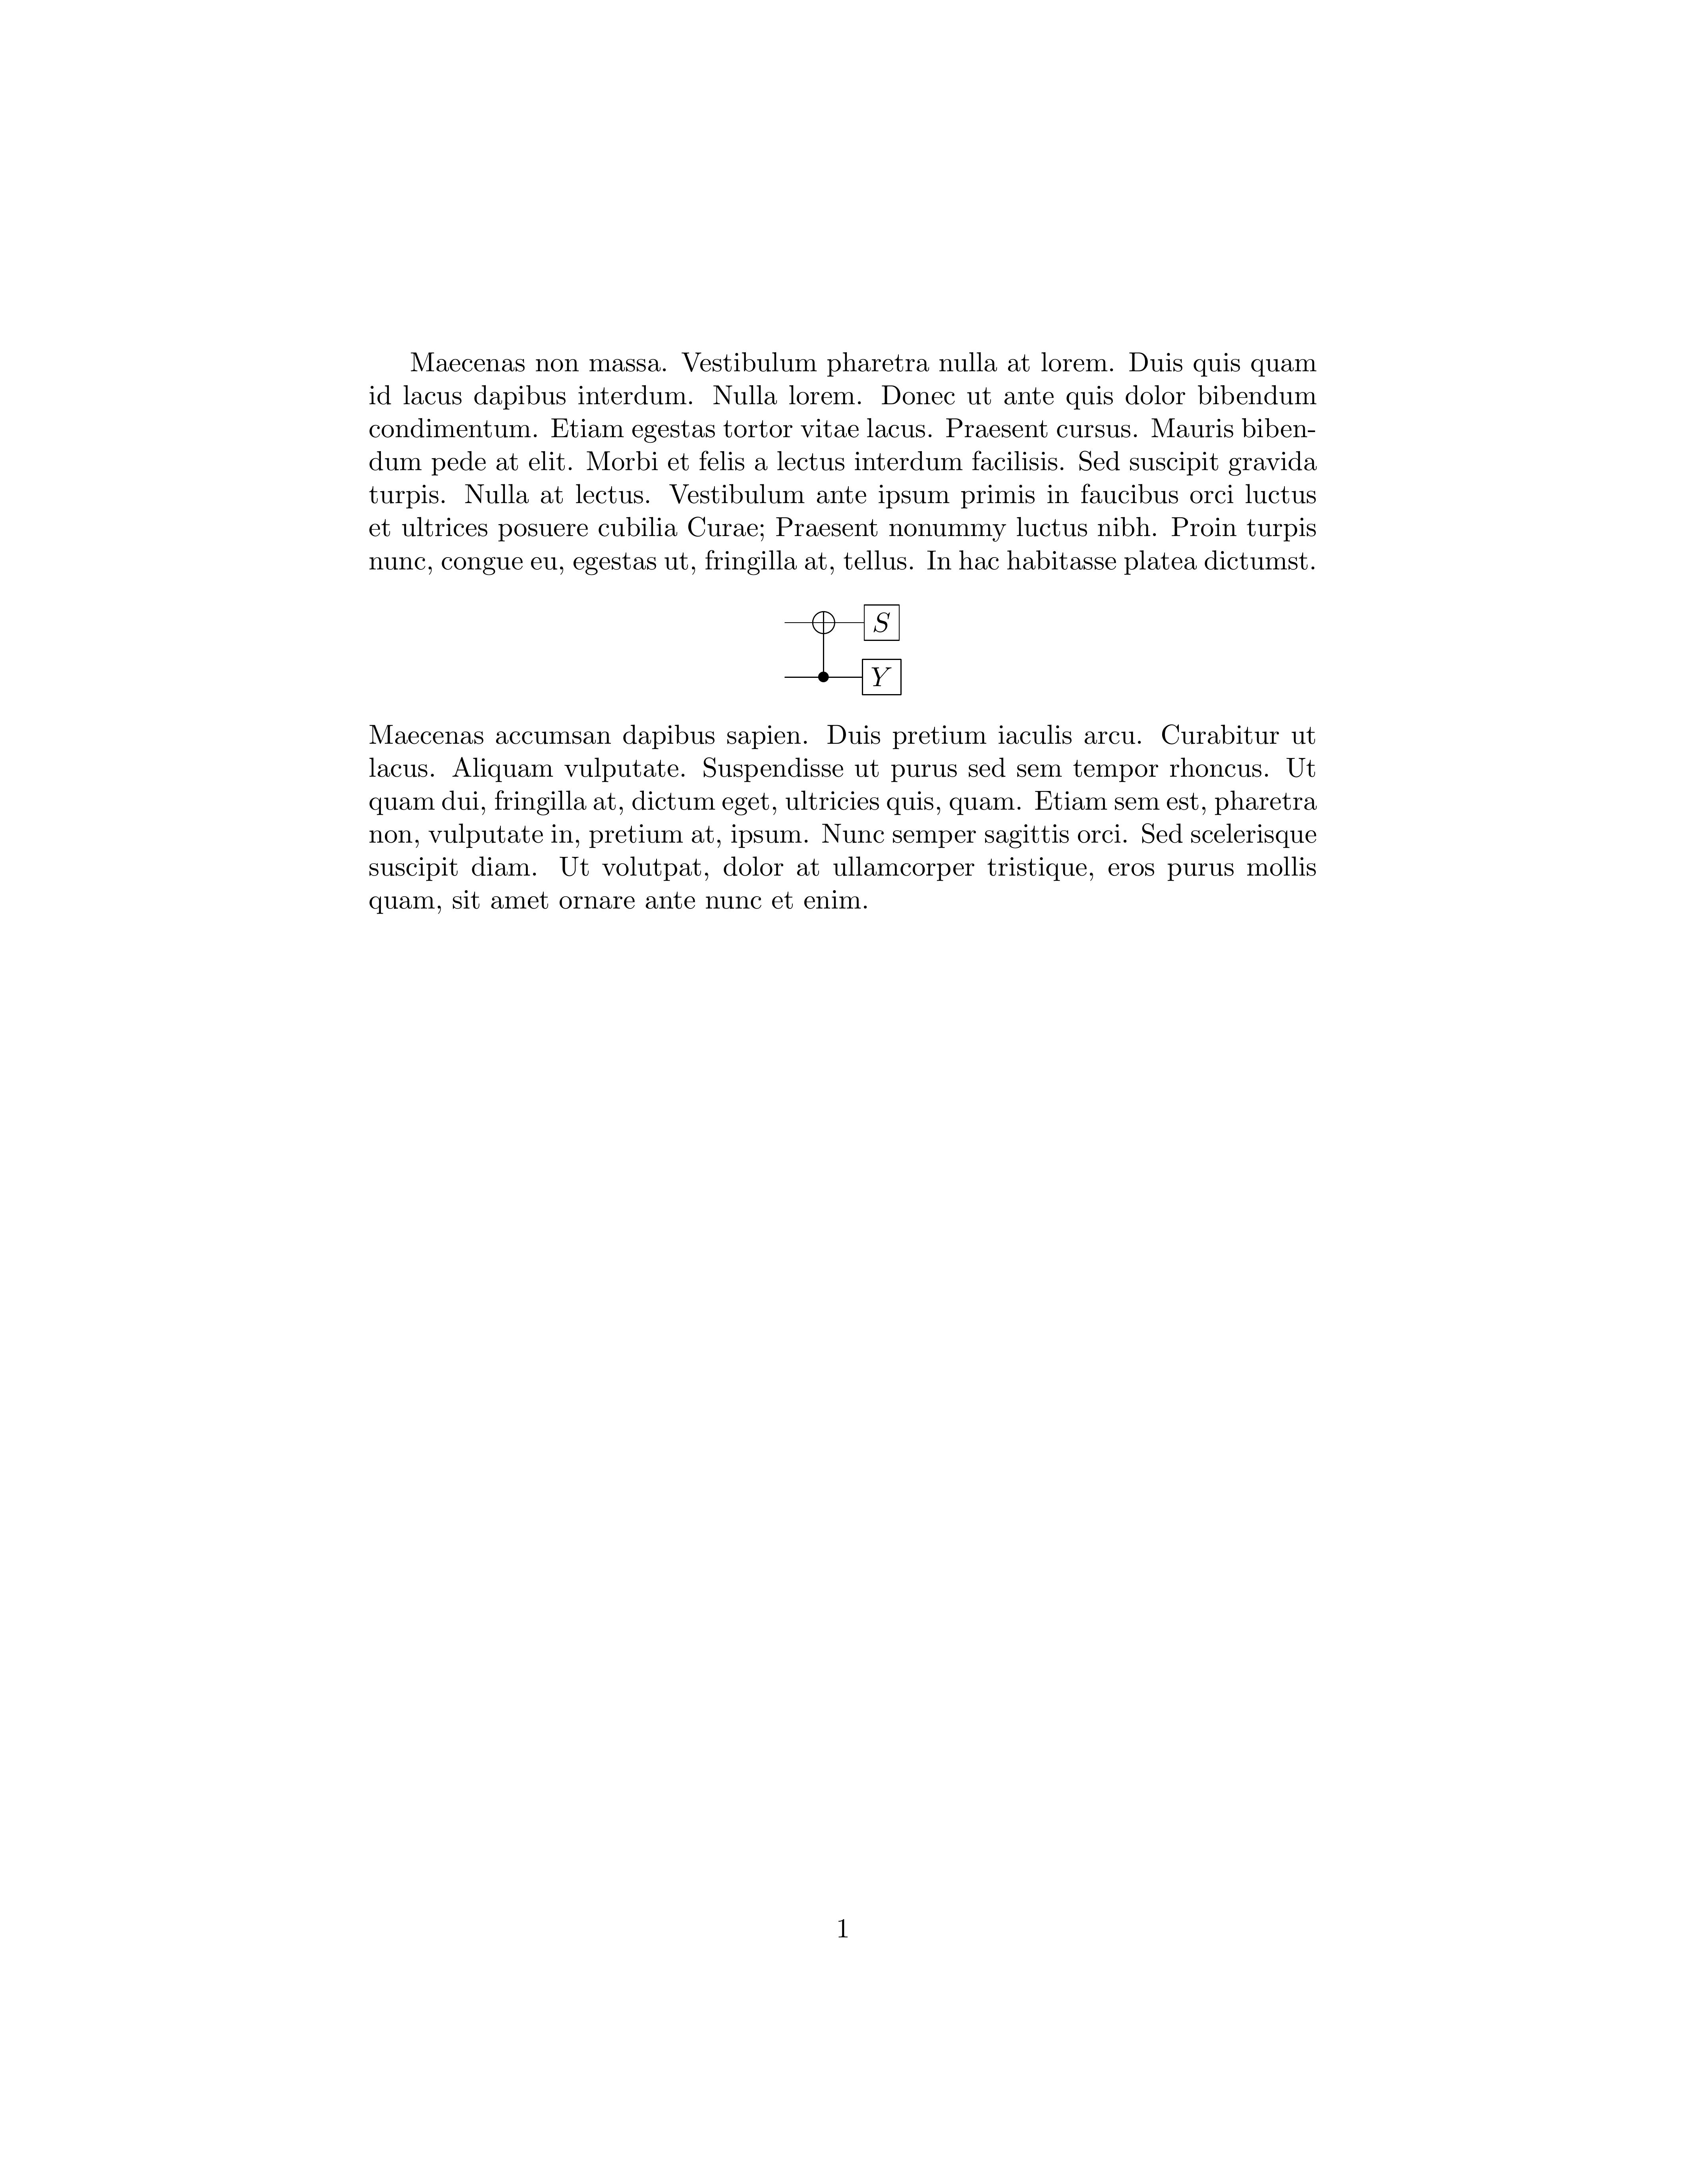 Maecenas non massa. Vestibulum pharetra nulla at lorem. Duis quis quam
id lacus dapibus interdum. Nulla lorem. Donec ut ante quis dolor bibendum
condimentum. Etiam egestas tortor vitae lacus. Praesent cursus. Mauris biben-
dum pede at elit. Morbi et felis a lectus interdum facilisis. Sed suscipit gravida
turpis. Nulla at lectus. Vestibulum ante ipsum primis in faucibus orci luctus
et ultrices posuere cubilia Curae; Praesent nonummy luctus nibh. Proin turpis
nunc, congue eu, egestas ut, fringilla at, tellus. In hac habitasse platea dictumst.
S
Y
Maecenas accumsan dapibus sapien. Duis pretium iaculis arcu. Curabitur ut
lacus. Aliquam vulputate. Suspendisse ut purus sed sem tempor rhoncus. Ut
quam dui, fringilla at, dictum eget, ultricies quis, quam. Etiam sem est, pharetra
non, vulputate in, pretium at, ipsum. Nunc semper sagittis orci. Sed scelerisque
suscipit diam. Ut volutpat, dolor at ullamcorper tristique, eros purus mollis
quam, sit amet ornare ante nunc et enim.
1